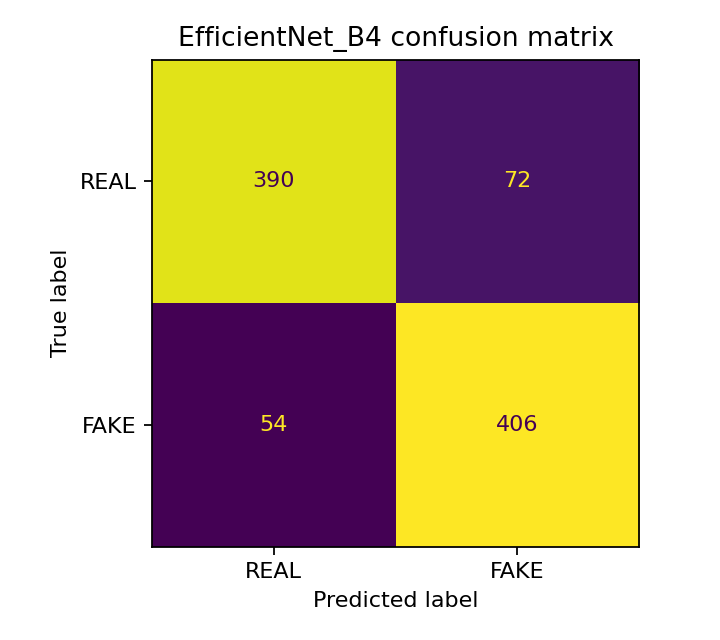 EfficientNet_B4 confusion matrix
REAL
390
72
True label
FAKE
54
406
REAL
FAKE
Predicted label